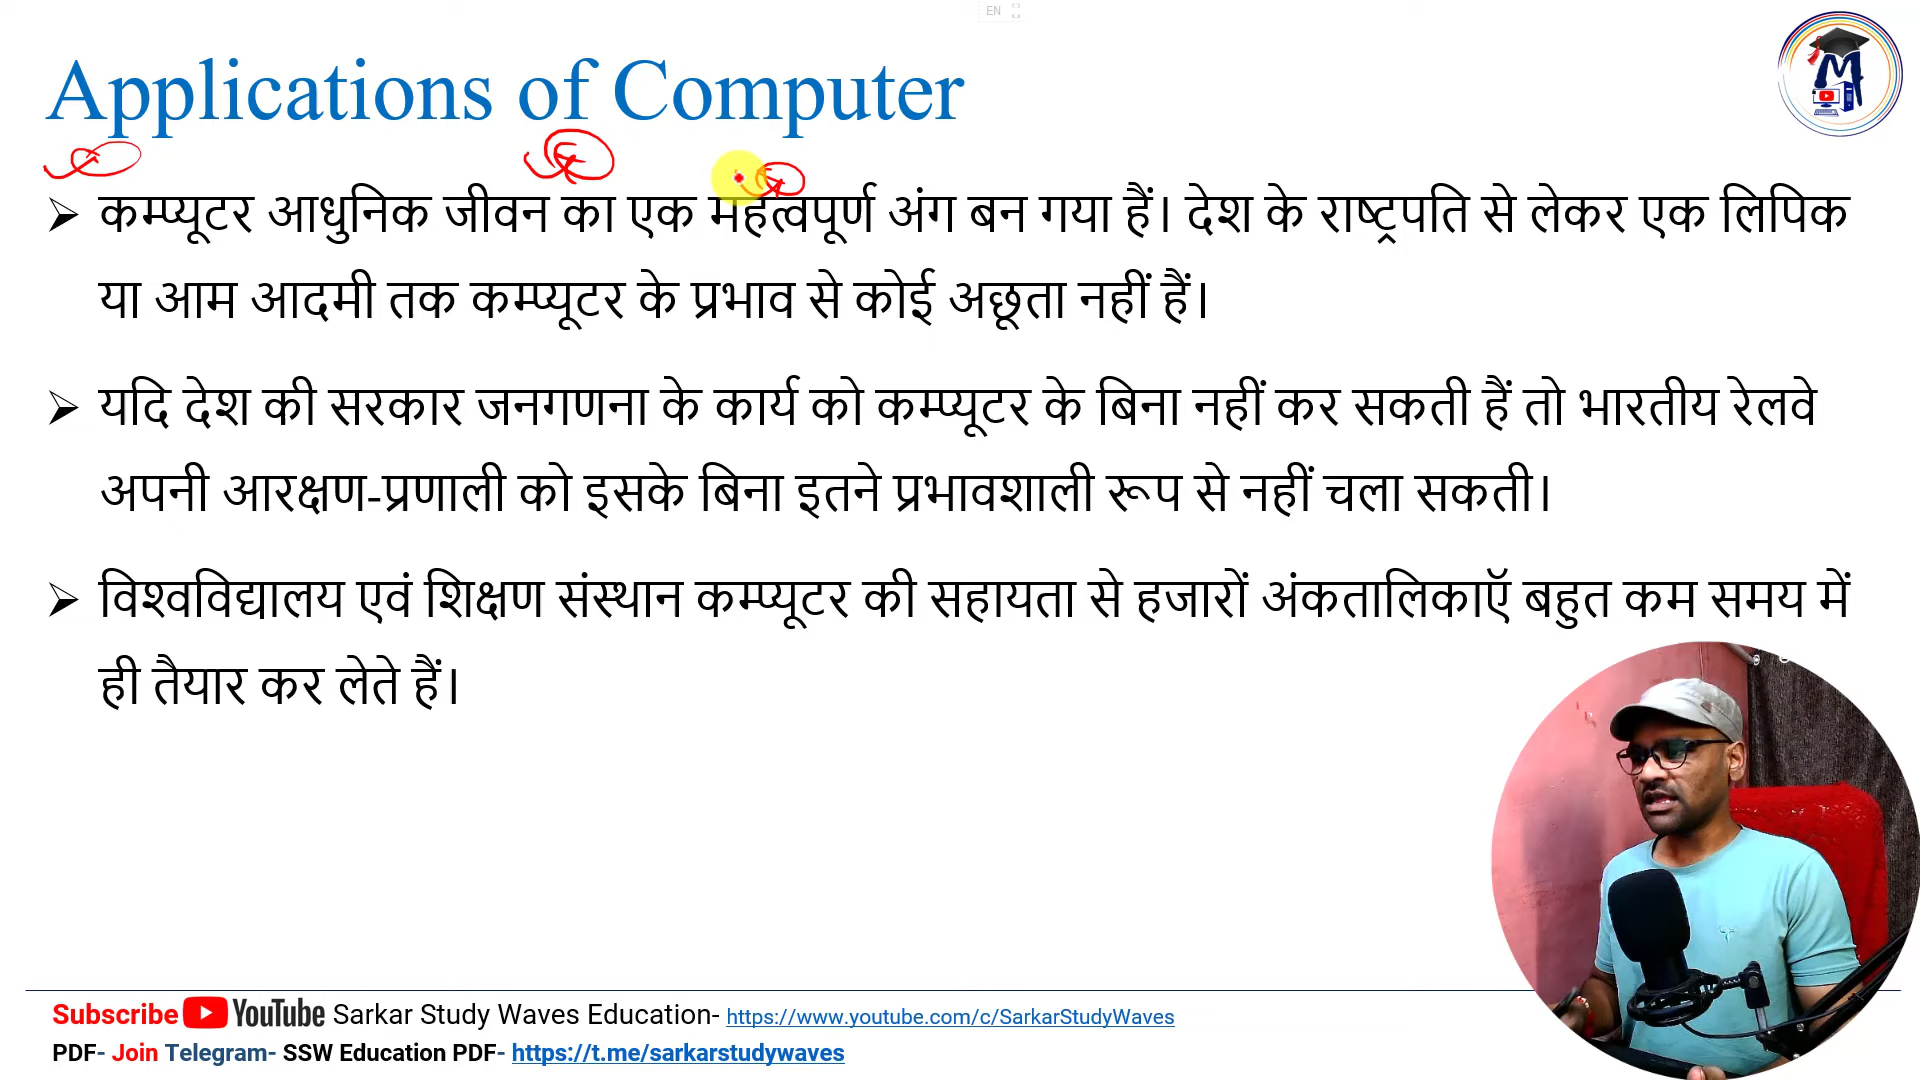 EN
Applications of Computer
➢ कम्प्यूटर आधुनिक जीवन का एक महत्वपूर्ण अंग बन गया हैं। देश के राष्ट्रपति से लेकर एक लिपिक
या आम आदमी तक कम्प्यूटर के प्रभाव से कोई अछूता नहीं हैं।
➢ यदि देश की सरकार जनगणना के कार्य को कम्प्यूटर के बिना नहीं कर सकती हैं तो भारतीय रेलवे
अपनी आरक्षण-प्रणाली को इसके बिना इतने प्रभावशाली रूप से नहीं चला सकती।
➢ विश्वविद्यालय एवं शिक्षण संस्थान कम्प्यूटर की सहायता से हजारों अंकतालिकाऍ बहुत कम समय में
ही तैयार कर लेते हैं।
Subscribe YouTube Sarkar Study Waves Education- https://www.youtube.com/c/SarkarStudyWaves
PDF- Join Telegram- SSW Education PDF- https://t.me/sarkarstudywaves